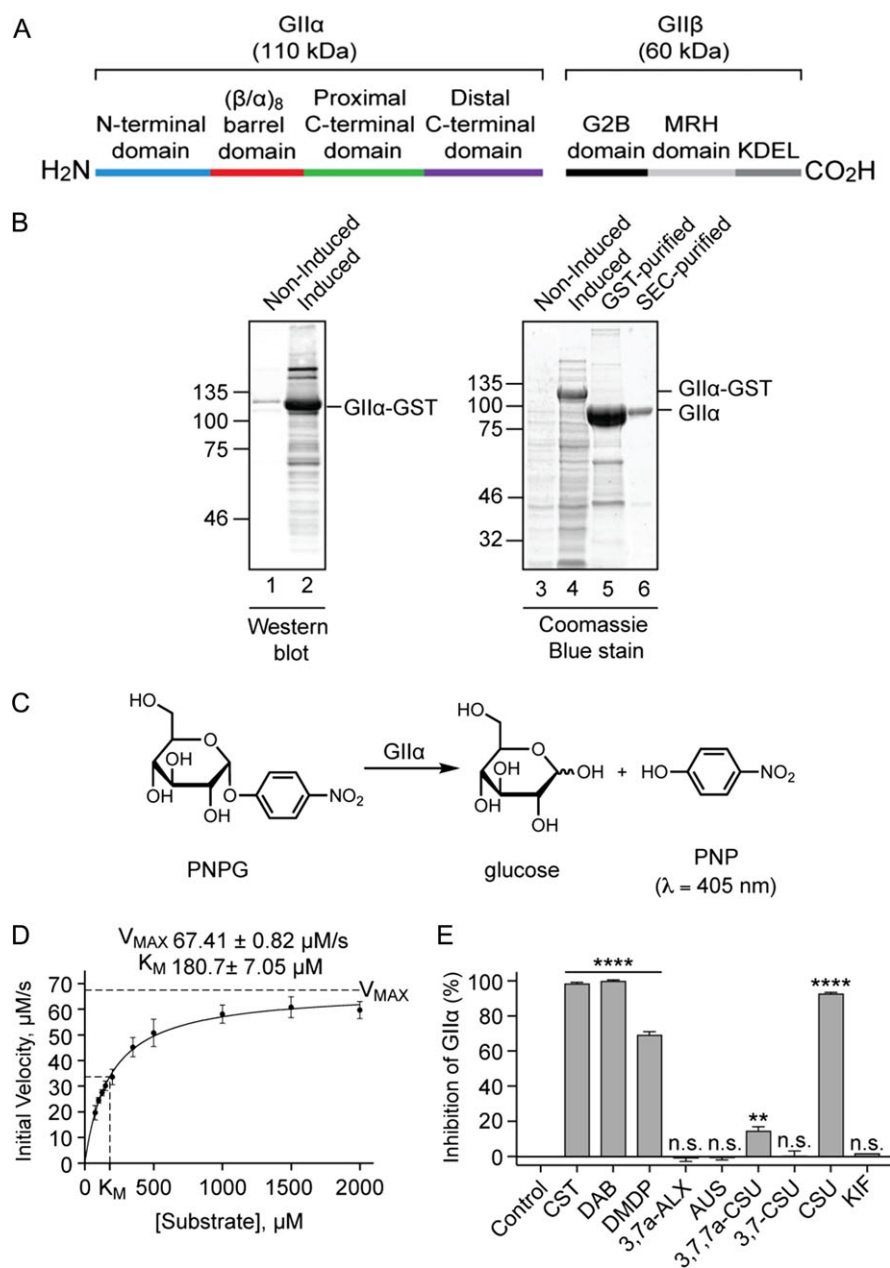 A
GIIα
(110 kDa)
GIIβ
(60 kDa)
N-terminal
domain
(β/α)8
barrel
domain
Proximal
C-terminal
domain
Distal
C-terminal
domain
G2B
domain
MRH
domain
KDEL
H2N
CO2H
B
Non-Induced
Induced
135
100
75
46
GIIα-GST
1 2
Western
blot
Non-Induced
Induced
GST-purified
SEC-purified
135
100
75
46
32
GIIα-GST
GIIα
3 4 5 6
Coomassie
Blue stain
C
HO
O
OH
OH
OH
O
NO2
PNPG
GIIα
HO
O
OH
OH
OH
OH
glucose
+
HO
NO2
PNP
(λ = 405 nm)
D
VMAX 67.41 ± 0.82 µM/s
KM 180.7± 7.05 µM
VMAX
Initial Velocity, µM/s
70
60
50
40
30
20
10
0
0 KM 500 1000 1500 2000
[Substrate], µM
E
Inhibition of GIIα (%)
100
80
60
40
20
0
****
n.s.
n.s.
**
n.s.
****
n.s.
Control
CST
DAB
DMDP
3,7a-ALX
AUS
3,7,7a-CSU
3,7-CSU
CSU
KIF